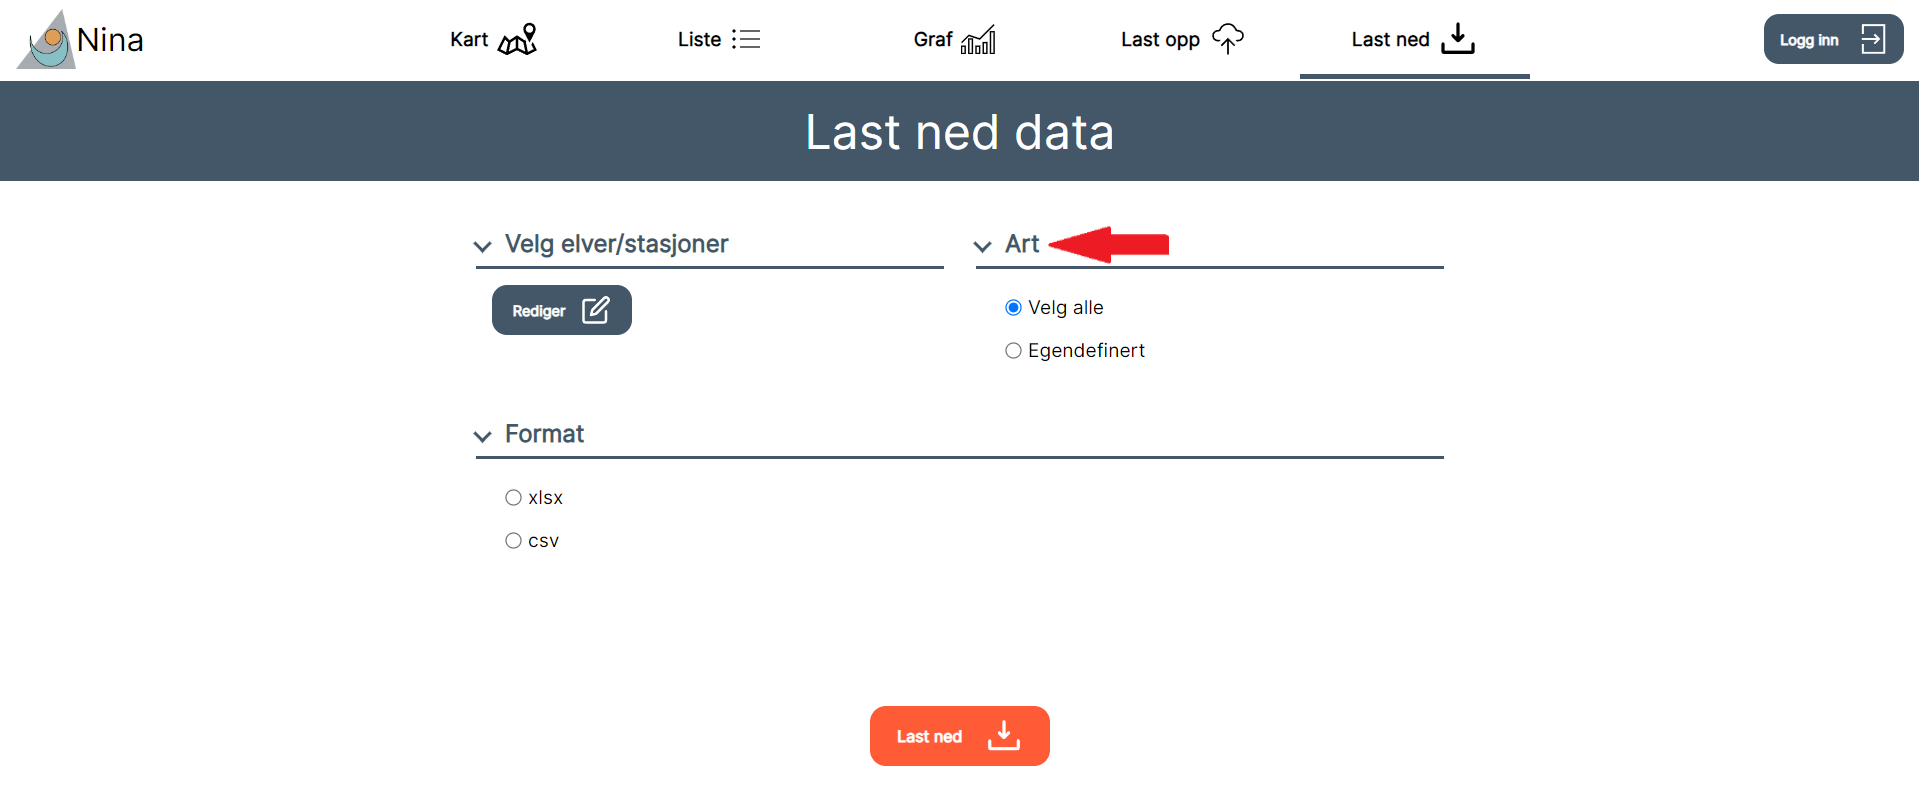 Nina
Kart
Liste
Graf
Last opp
Last ned
Logg inn
Last ned data
Velg elver/stasjoner
Rediger
Art
Velg alle
Egendefinert
Format
xlsx
csv
Last ned